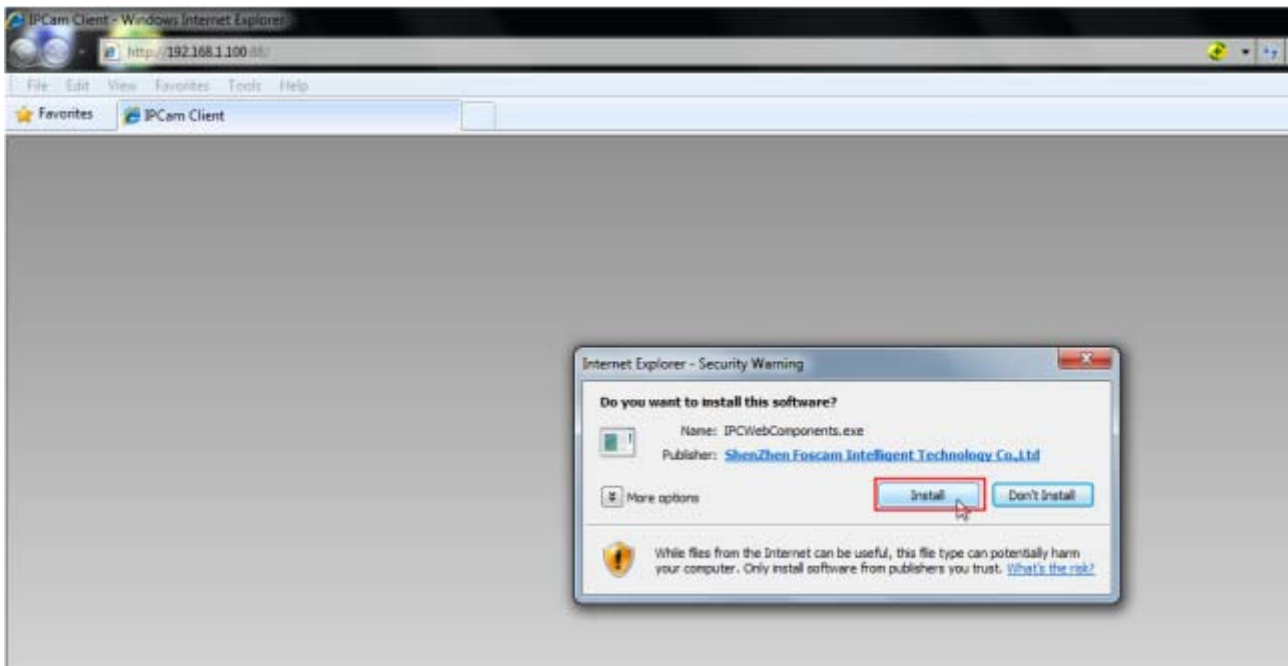 IPCam Client - Windows Internet Explorer
http://192.168.1.100:88/
File Edit View Favorites Tools Help
Favorites IPCam Client
Internet Explorer - Security Warning
Do you want to install this software?
Name: IPCWebComponents.exe
Publisher: ShenZhen Foscam Intelligent Technology Co.,Ltd
More options Install Don't Install
While files from the Internet can be useful, this file type can potentially harm
your computer. Only install software from publishers you trust. What's the risk?